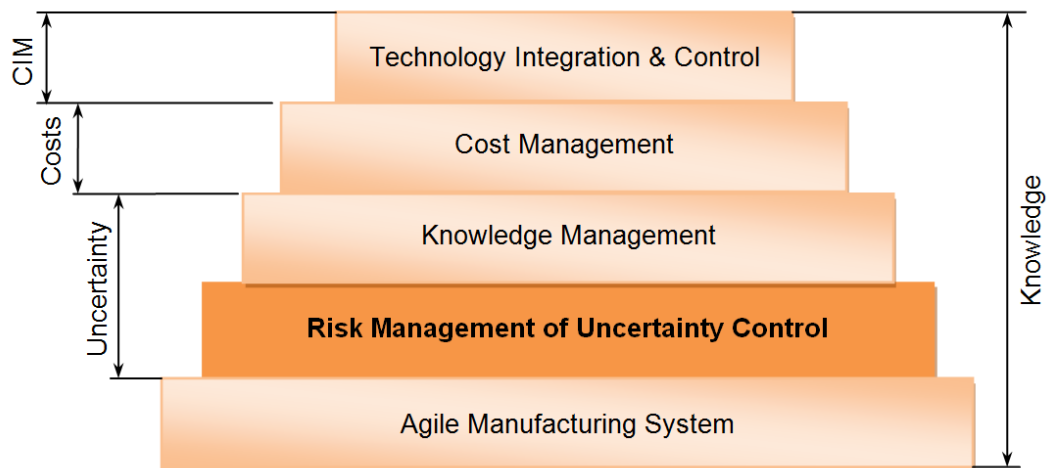 CIM
Technology Integration & Control
Costs
Cost Management
Uncertainty
Knowledge Management
Knowledge
Risk Management of Uncertainty Control
Agile Manufacturing System